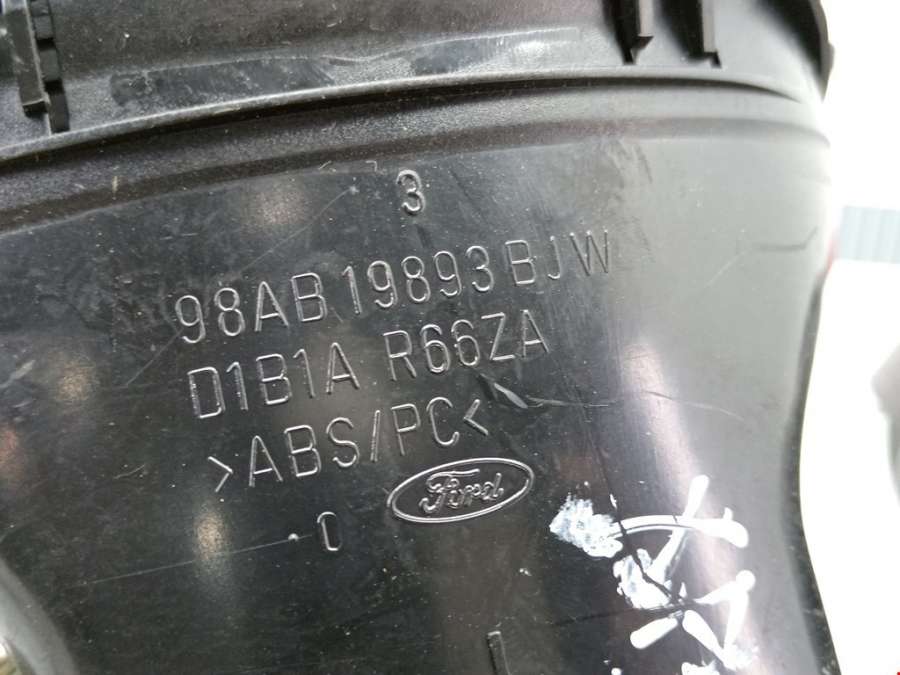 3
98AB 19893 BJW
D1B1A R66ZA
>ABS/PC<
Ford
0